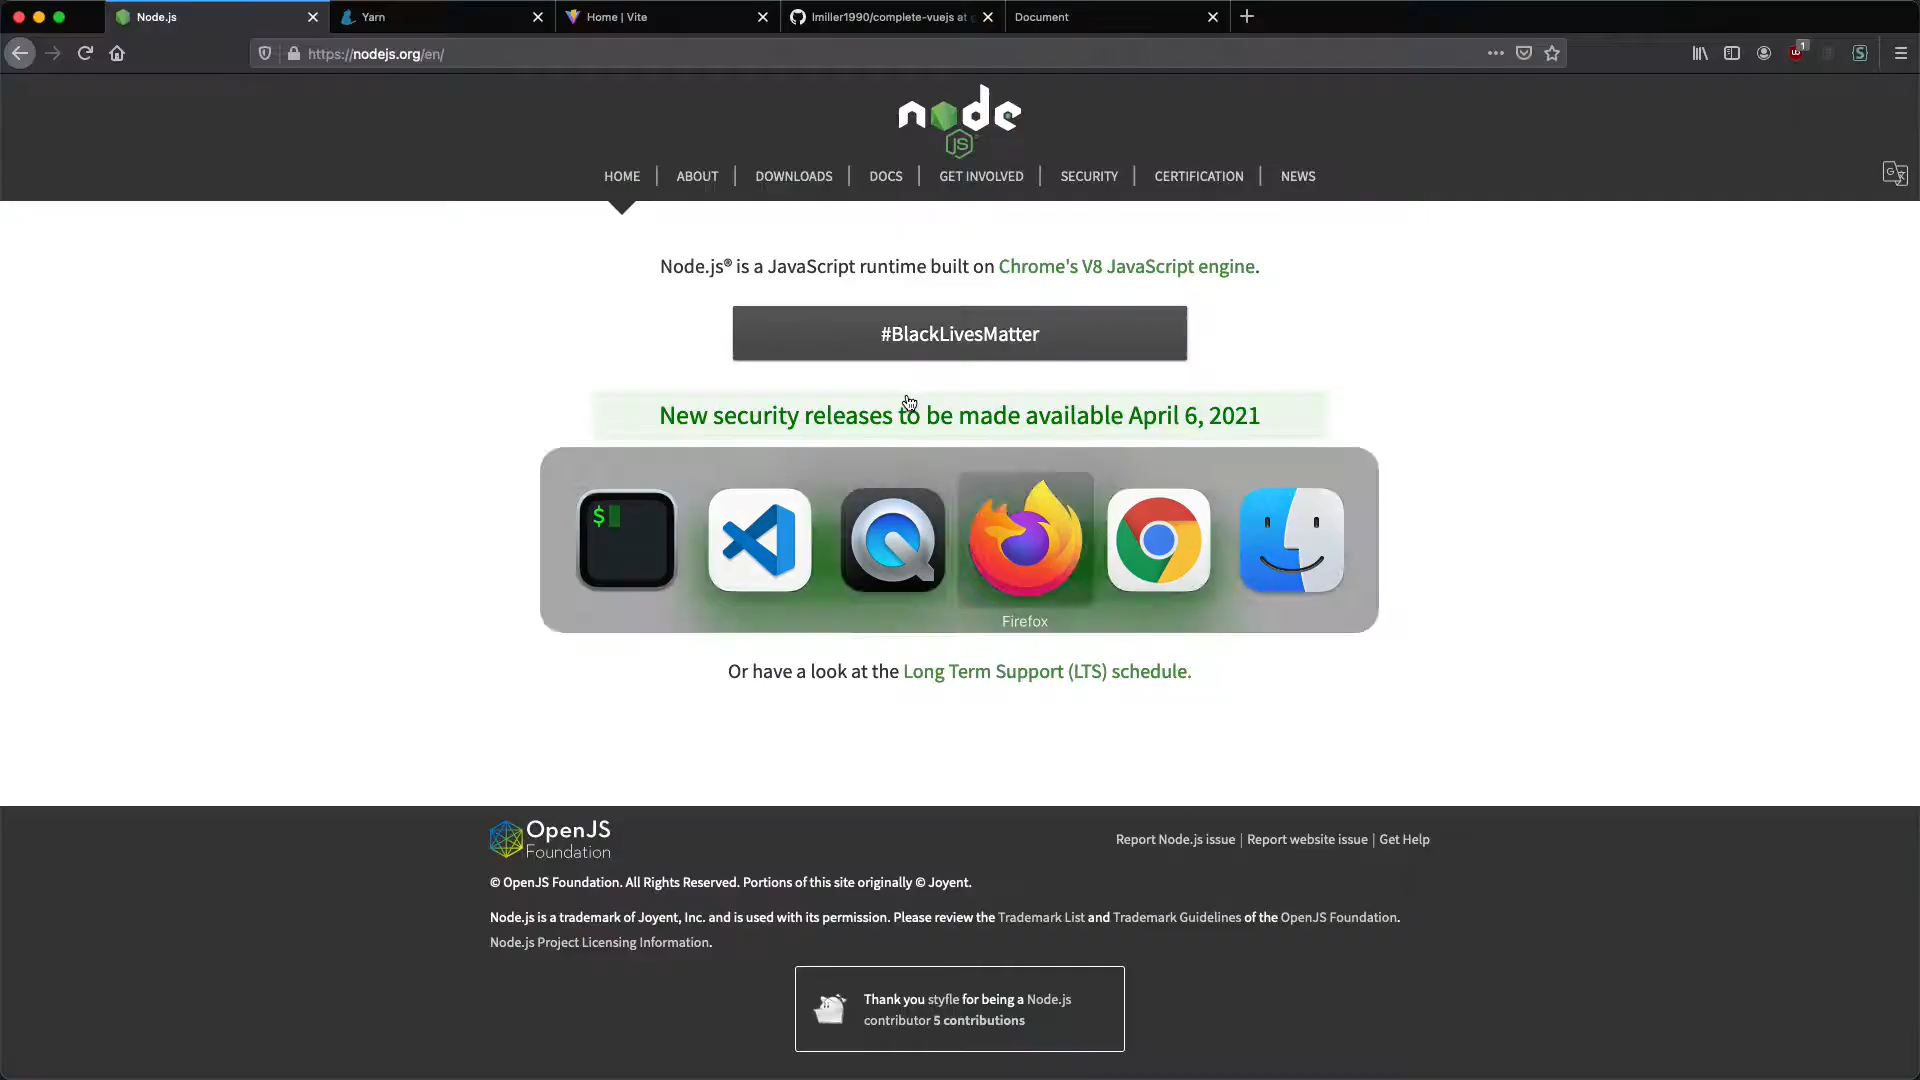 Node.js
Yarn
Home | Vite
lmiller1990/complete-vuejs at g
Document
https://nodejs.org/en/
1
node
JS
HOME | ABOUT | DOWNLOADS | DOCS | GET INVOLVED | SECURITY | CERTIFICATION | NEWS
Node.js® is a JavaScript runtime built on Chrome's V8 JavaScript engine.
#BlackLivesMatter
New security releases to be made available April 6, 2021
$
Firefox
Or have a look at the Long Term Support (LTS) schedule.
OpenJS
Foundation
Report Node.js issue | Report website issue | Get Help
© OpenJS Foundation. All Rights Reserved. Portions of this site originally © Joyent.
Node.js is a trademark of Joyent, Inc. and is used with its permission. Please review the Trademark List and Trademark Guidelines of the OpenJS Foundation.
Node.js Project Licensing Information.
Thank you styfle for being a Node.js
contributor 5 contributions